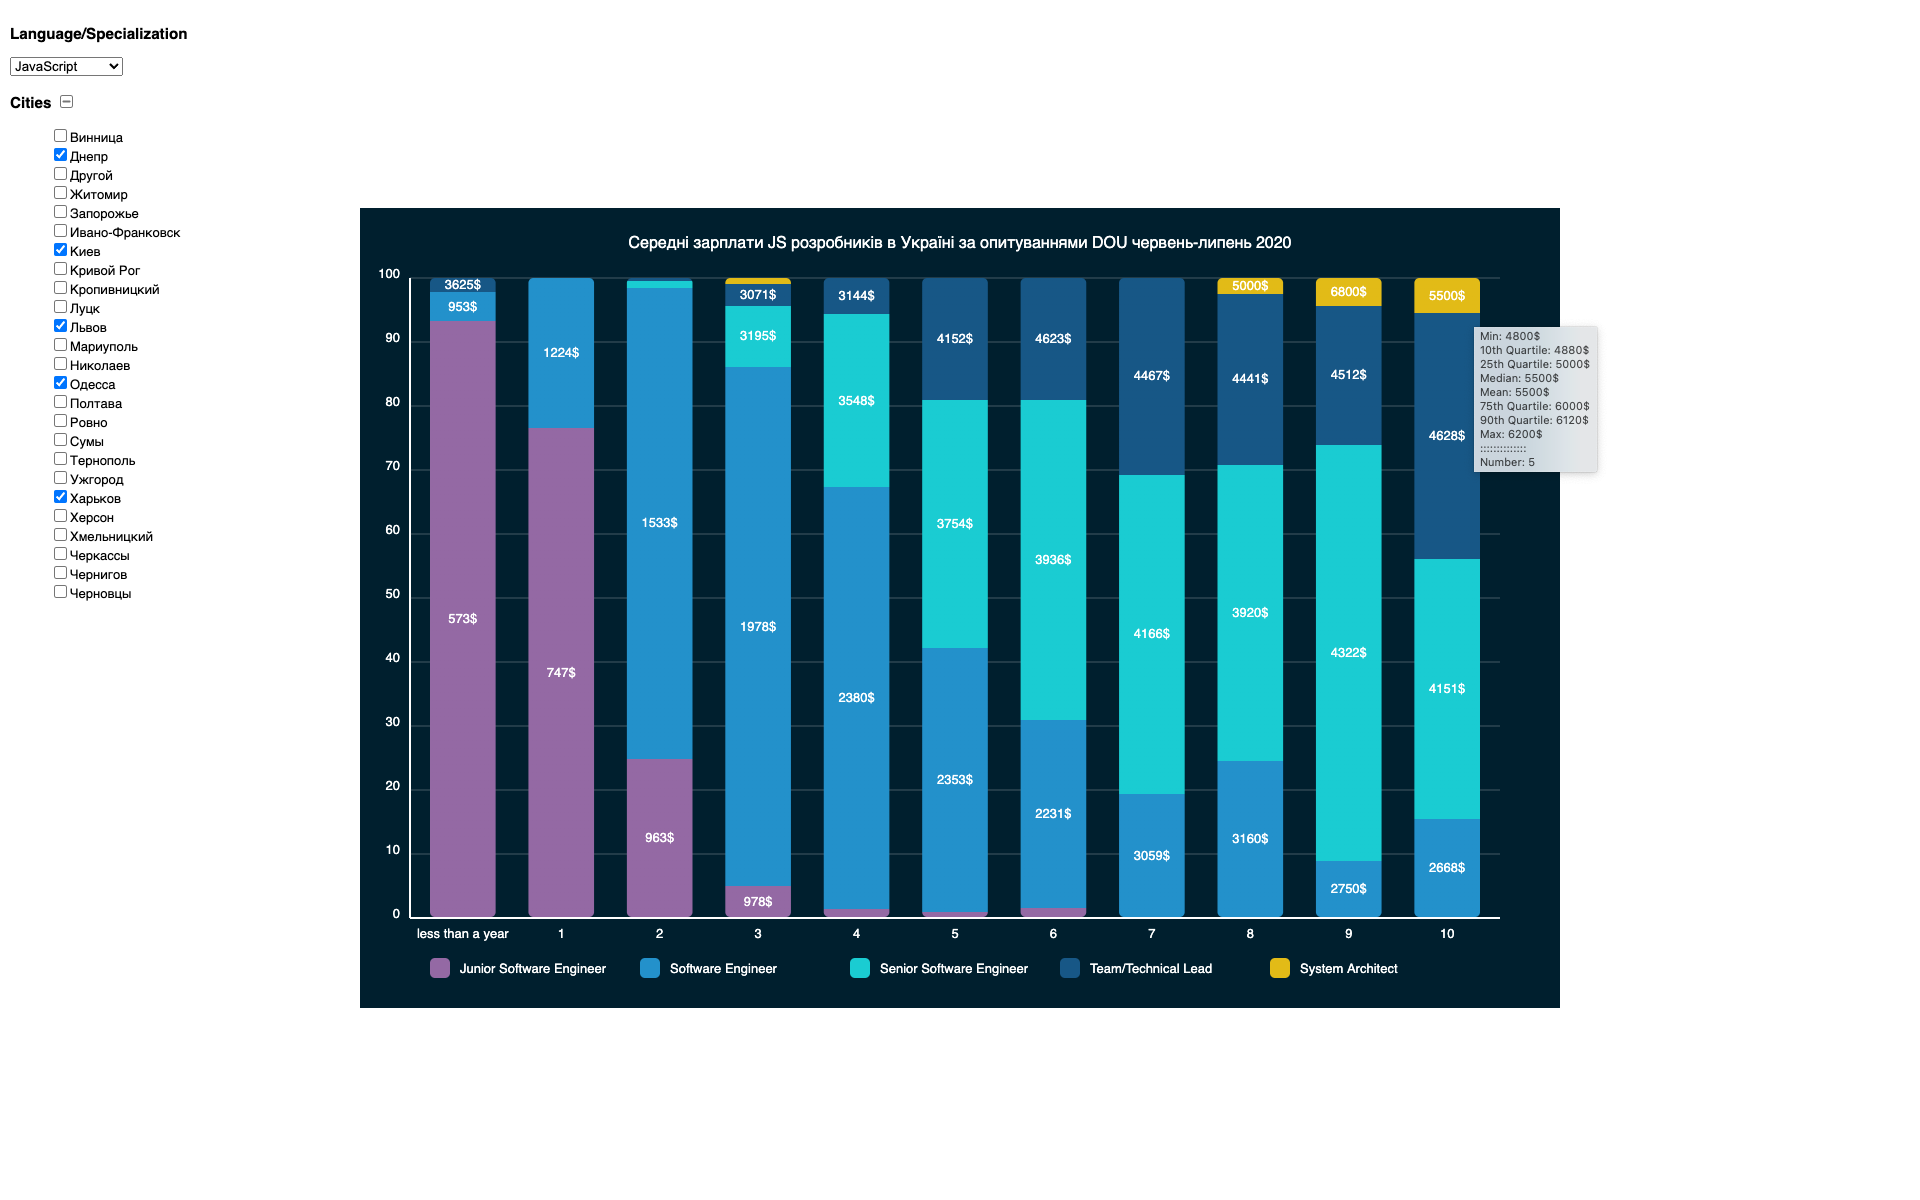 Language/Specialization
JavaScript
Cities
Винница
Днепр
Другой
Житомир
Запорожье
Ивано-Франковск
Киев
Кривой Рог
Кропивницкий
Луцк
Львов
Мариуполь
Николаев
Одесса
Полтава
Ровно
Сумы
Тернополь
Ужгород
Харьков
Херсон
Хмельницкий
Черкассы
Чернигов
Черновцы
Середні зарплати JS розробників в Україні за опитуваннями DOU червень-липень 2020
100
90
80
70
60
50
40
30
20
10
0
3625$
953$
573$
1224$
747$
1533$
963$
3071$
3195$
1978$
978$
3144$
3548$
2380$
4152$
3754$
2353$
4623$
3936$
2231$
4467$
4166$
3059$
5000$
4441$
3920$
3160$
6800$
4512$
4322$
2750$
5500$
4628$
4151$
2668$
Min: 4800$
10th Quartile: 4880$
25th Quartile: 5000$
Median: 5500$
Mean: 5500$
75th Quartile: 6000$
90th Quartile: 6120$
Max: 6200$
::::::::::::::
Number: 5
less than a year 1 2 3 4 5 6 7 8 9 10
Junior Software Engineer Software Engineer Senior Software Engineer Team/Technical Lead System Architect